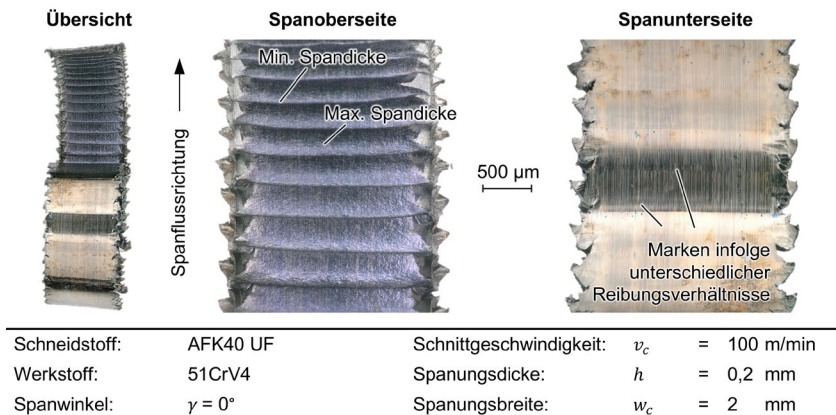 Übersicht
Spanoberseite
Spanunterseite
Spanflussrichtung
Min. Spandicke
Max. Spandicke
500 µm
Marken infolge
unterschiedlicher
Reibungsverhältnisse
Schneidstoff: AFK40 UF Schnittgeschwindigkeit: v_c = 100 m/min
Werkstoff: 51CrV4 Spanungsdicke: h = 0,2 mm
Spanwinkel: γ = 0° Spanungsbreite: w_c = 2 mm